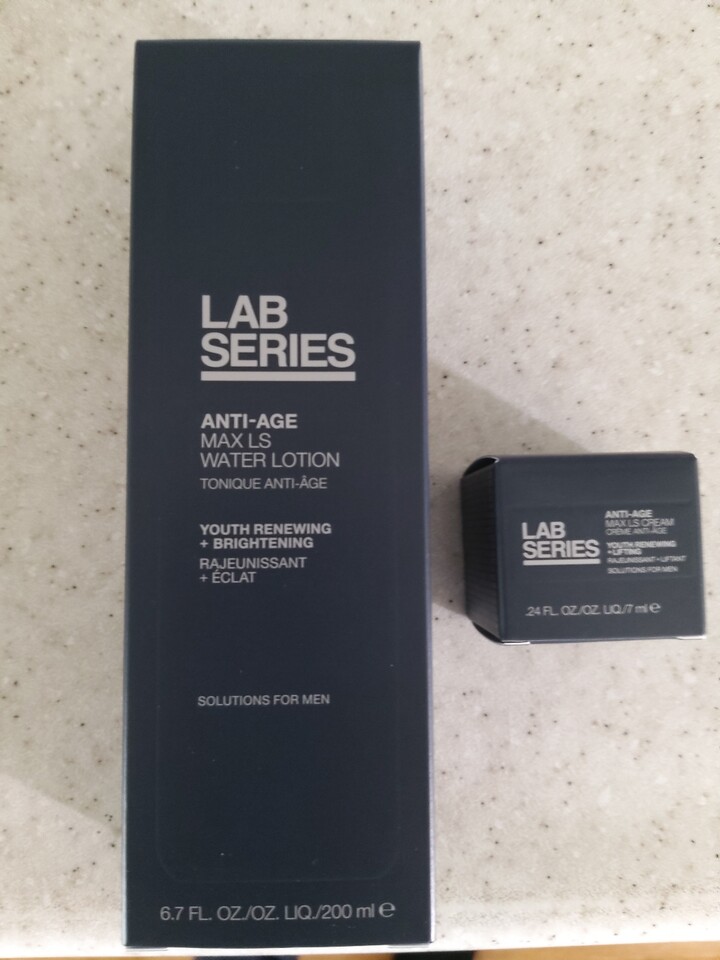 LAB
SERIES
ANTI-AGE
MAX LS
WATER LOTION
TONIQUE ANTI-ÂGE
YOUTH RENEWING
+ BRIGHTENING
RAJEUNISSANT
+ ÉCLAT
SOLUTIONS FOR MEN
6.7 FL. OZ./OZ. LIQ./200 ml ℮
LAB
SERIES
ANTI-AGE
MAX LS CREAM
CRÈME ANTI-ÂGE
YOUTH RENEWING
+ LIFTING
RAJEUNISSANT + LIFTANT
SOLUTIONS FOR MEN
.24 FL. OZ./OZ. LIQ./7 ml ℮